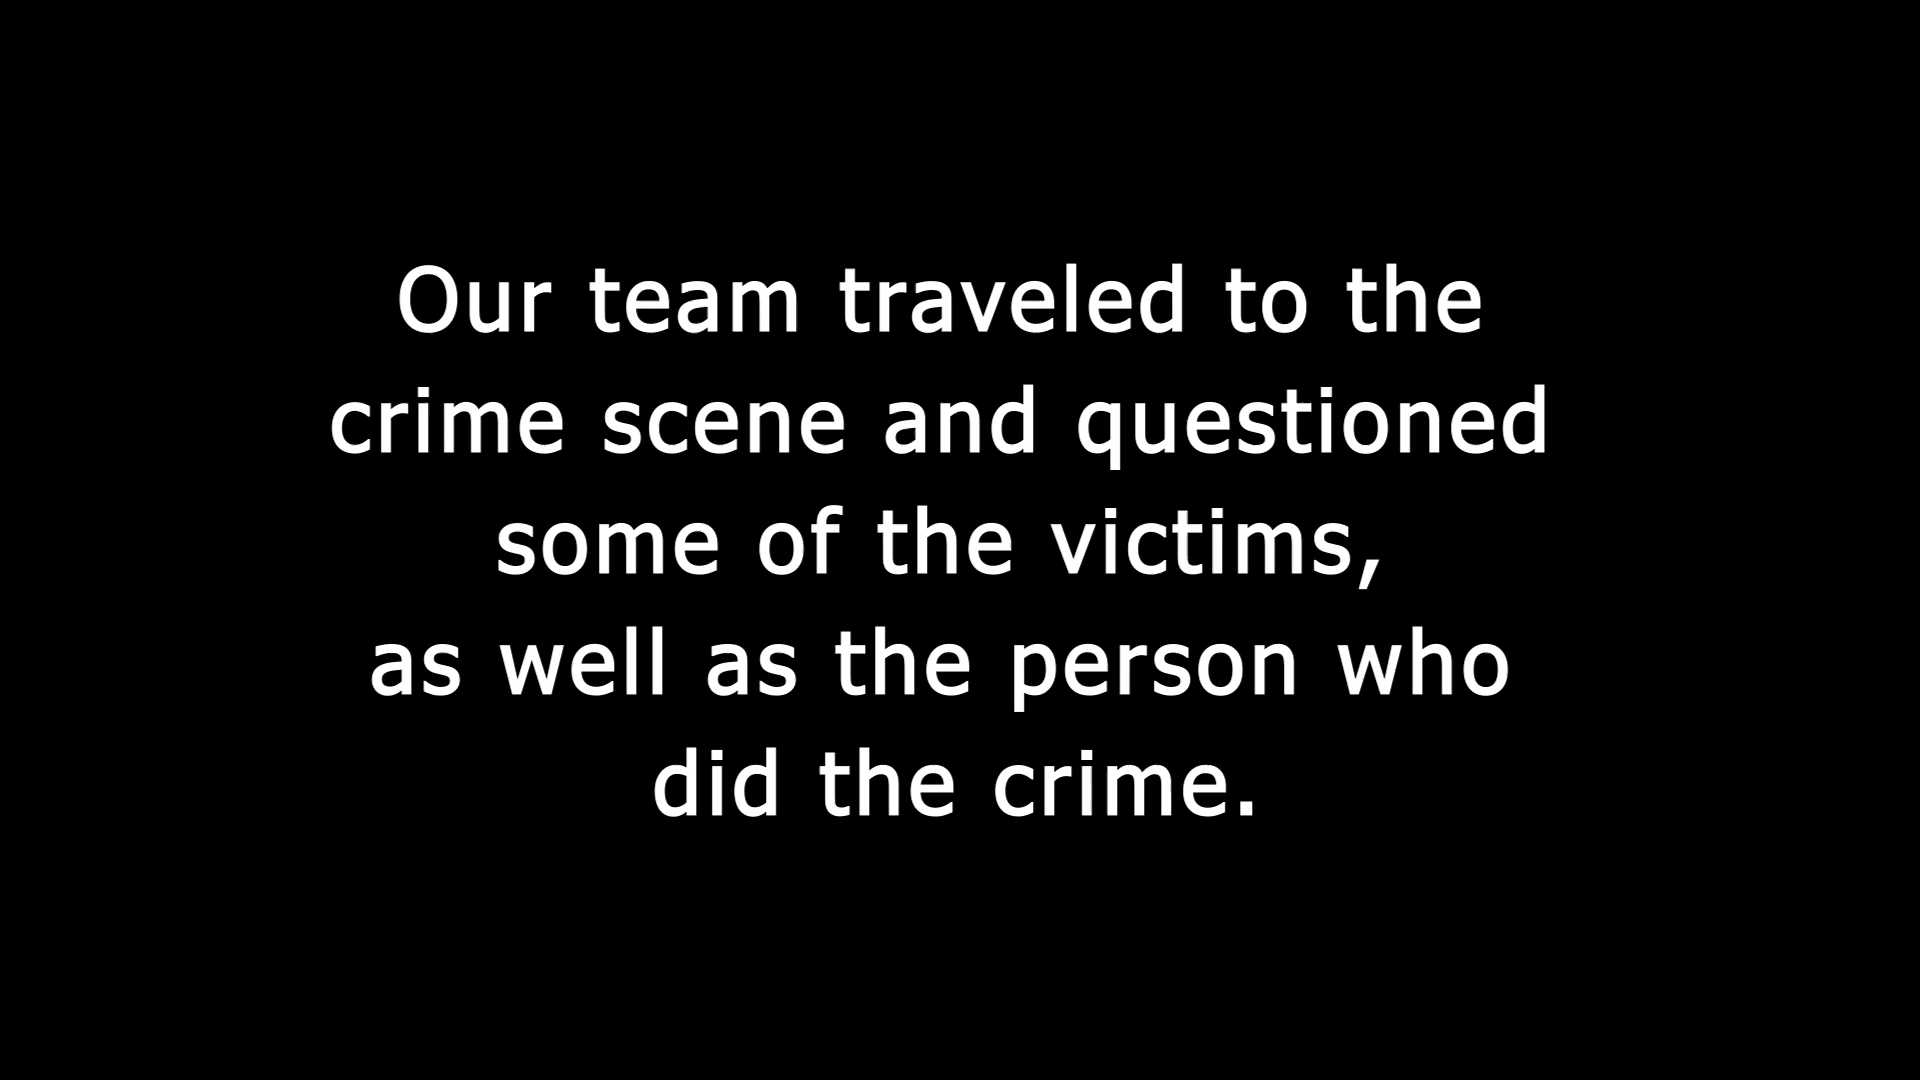 Our team traveled to the
crime scene and questioned
some of the victims,
as well as the person who
did the crime.